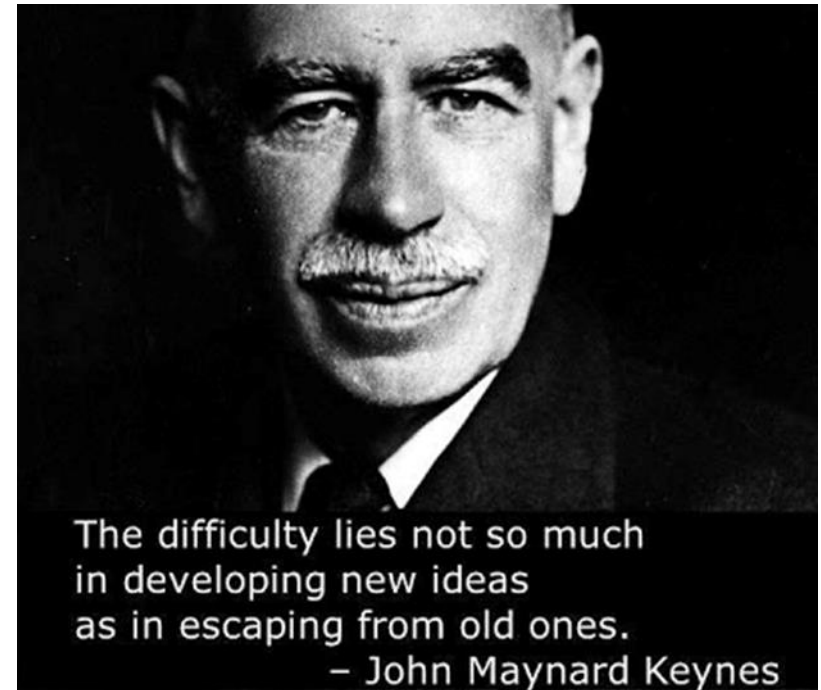 The difficulty lies not so much
in developing new ideas
as in escaping from old ones.
– John Maynard Keynes